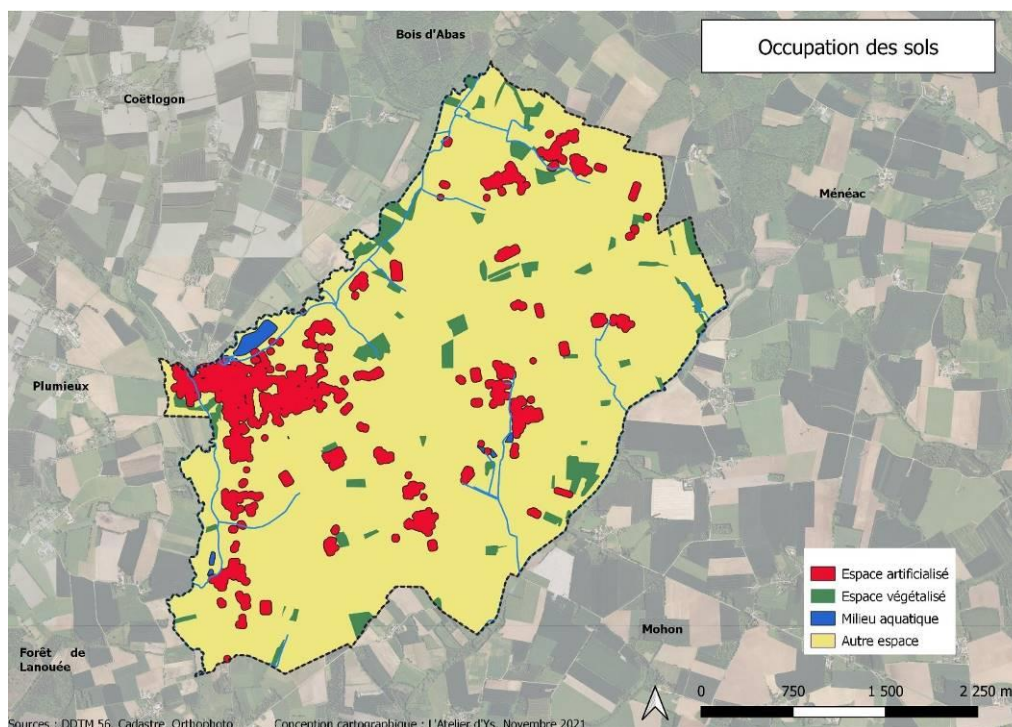 Bois d'Abas
Occupation des sols
Coëtlogon
Ménéac
Plumieux
Espace artificialisé
Espace végétalisé
Milieu aquatique
Autre espace
Mohon
Forêt de
Lanouée
0 750 1 500 2 250 m
Sources : DDTM 56, Cadastre, Orthophoto Conception cartographique : L'Atelier d'Ys, Novembre 2021